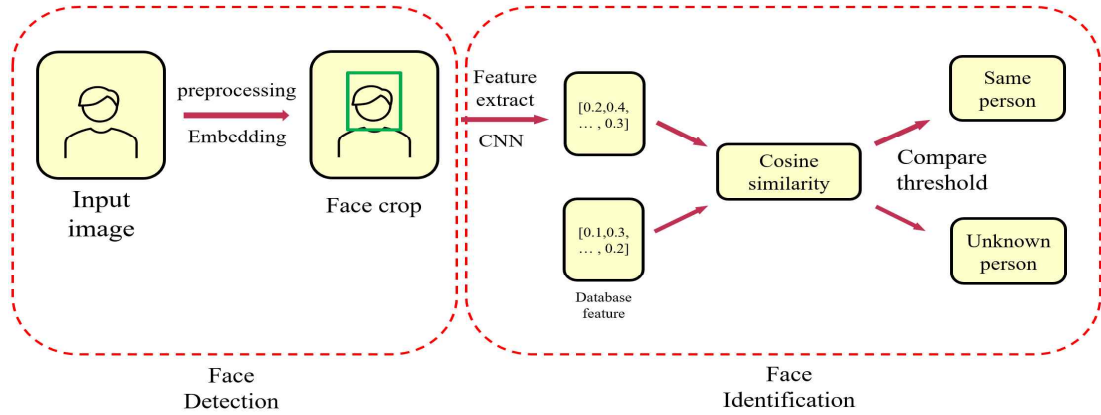 preprocessing
Embedding
Input
image
Face crop
Face
Detection
Feature
extract
CNN
[0.2,0.4,
… , 0.3]
[0.1,0.3,
… , 0.2]
Database
feature
Cosine
similarity
Compare
threshold
Same
person
Unknown
person
Face
Identification